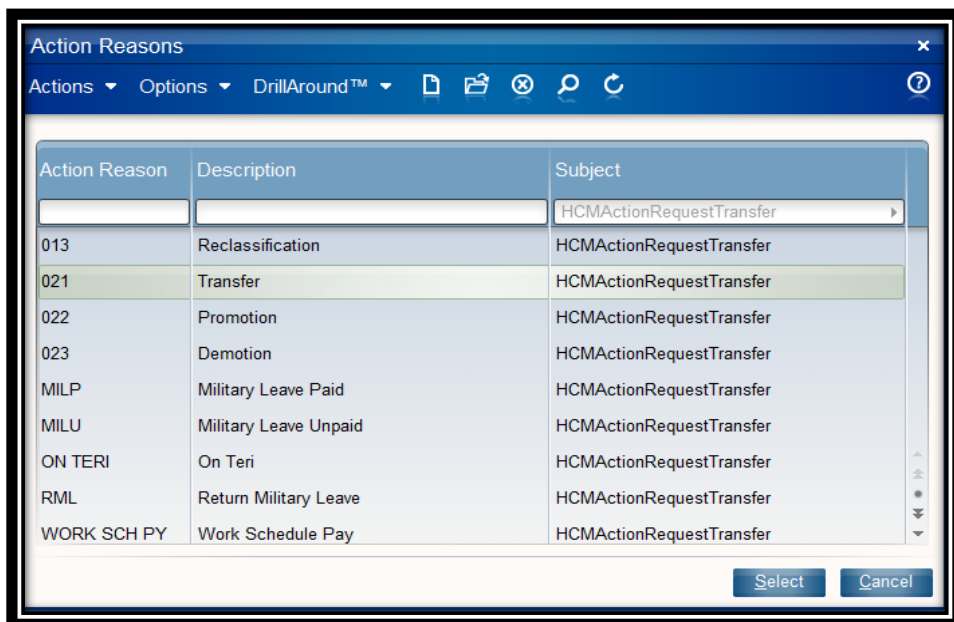 Action Reasons
Actions Options DrillAround™
Action Reason Description Subject
HCMActionRequestTransfer
013 Reclassification HCMActionRequestTransfer
021 Transfer HCMActionRequestTransfer
022 Promotion HCMActionRequestTransfer
023 Demotion HCMActionRequestTransfer
MILP Military Leave Paid HCMActionRequestTransfer
MILU Military Leave Unpaid HCMActionRequestTransfer
ON TERI On Teri HCMActionRequestTransfer
RML Return Military Leave HCMActionRequestTransfer
WORK SCH PY Work Schedule Pay HCMActionRequestTransfer
Select Cancel